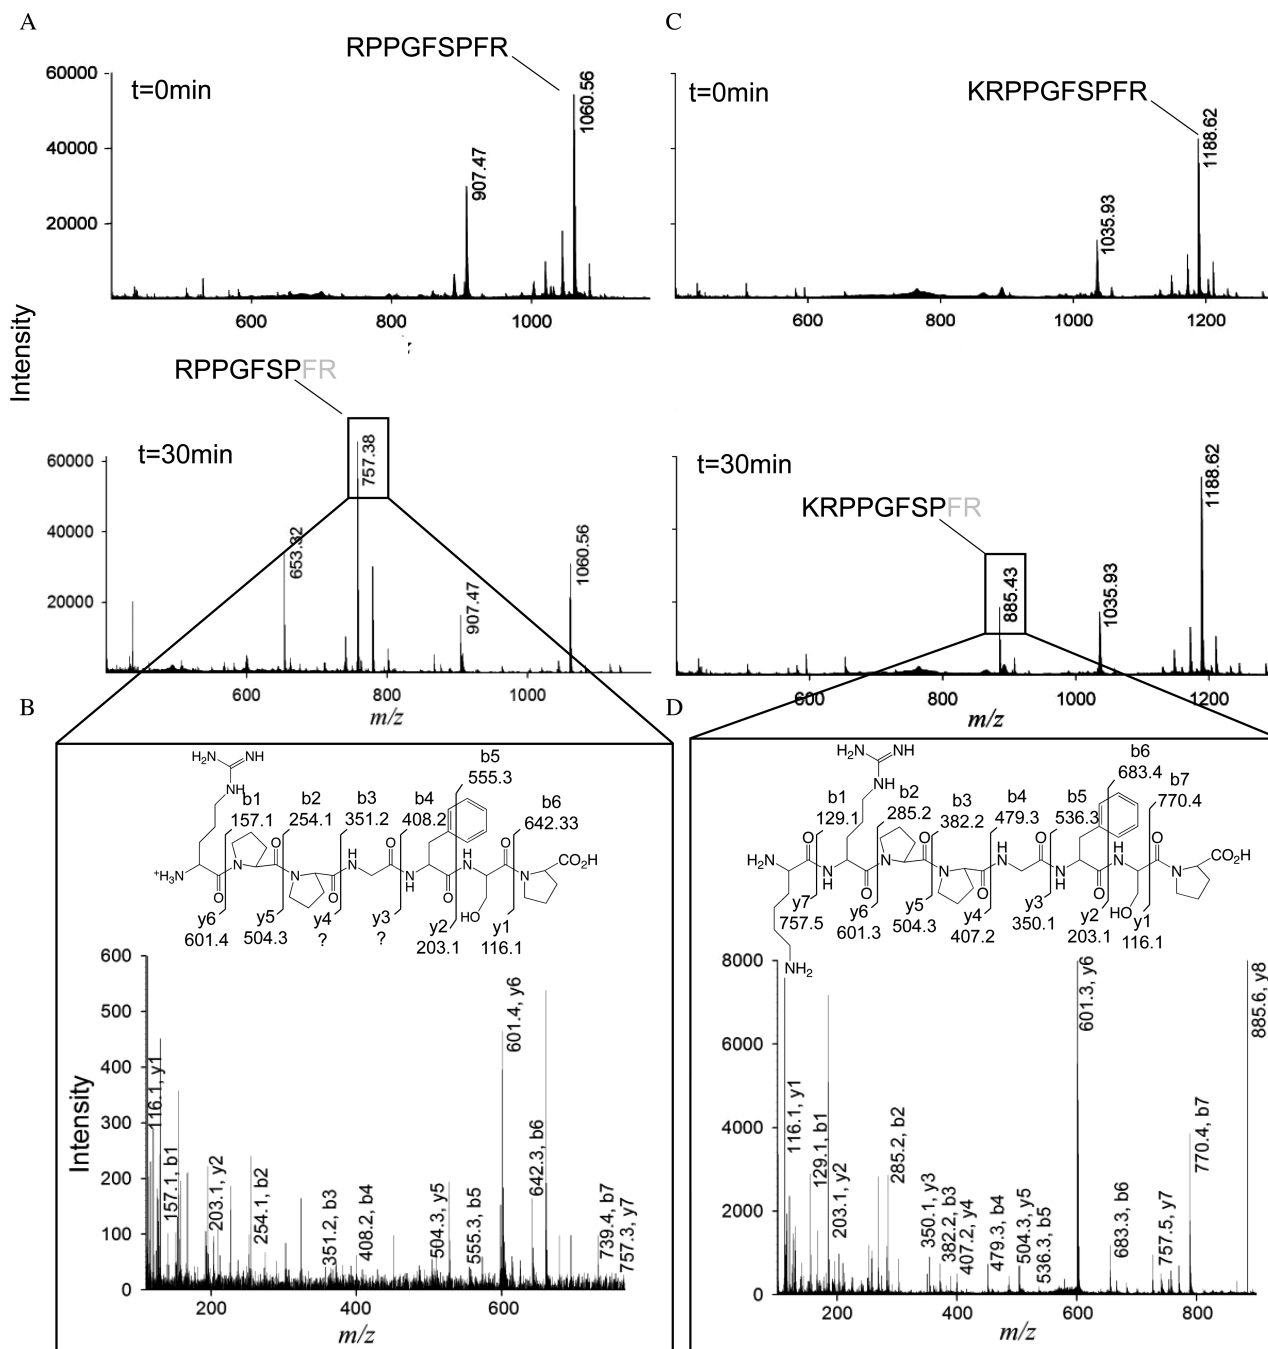 A
RPPGFSPFR
60000
t=0min
1060.56
40000
907.47
20000
0
600
800
1000
C
t=0min
KRPPGFSPFR
1188.62
1035.93
600
800
1000
1200
Intensity
RPPGFSPFR
t=30min
60000
757.38
40000
653.32
20000
907.47
1060.56
0
600
800
1000
m/z
t=30min
KRPPGFSPFR
1188.62
885.43
1035.93
600
800
1000
1200
m/z
B
H₂N
NH
NH
b1
157.1
b2
254.1
b3
351.2
b4
408.2
b5
555.3
b6
642.33
⁺H₃N
O
N
O
N
O
H
N
O
N
H
O
H
N
O
N
CO₂H
HO
y6
601.4
y5
504.3
y4
?
y3
?
y2
203.1
y1
116.1
600
500
400
300
200
100
0
Intensity
116.1, y1
157.1, b1
203.1, y2
254.1, b2
351.2, b3
408.2, b4
504.3, y5
555.3, b5
601.4, y6
642.3, b6
739.4, b7
757.3, y7
200
400
600
m/z
D
H₂N
NH
NH
b1
129.1
b2
285.2
b3
382.2
b4
479.3
b5
536.3
b6
683.4
b7
770.4
H₂N
O
N
H
O
N
O
N
O
H
N
O
N
H
O
H
N
O
N
CO₂H
HO
NH₂
y7
757.5
y6
601.3
y5
504.3
y4
407.2
y3
350.1
y2
203.1
y1
116.1
8000
6000
4000
2000
0
116.1, y1
129.1, b1
203.1, y2
285.2, b2
350.1, y3
382.2, b3
407.2, y4
479.3, b4
504.3, y5
536.3, b5
601.3, y6
683.3, b6
757.5, y7
770.4, b7
885.6, y8
200
400
600
800
m/z